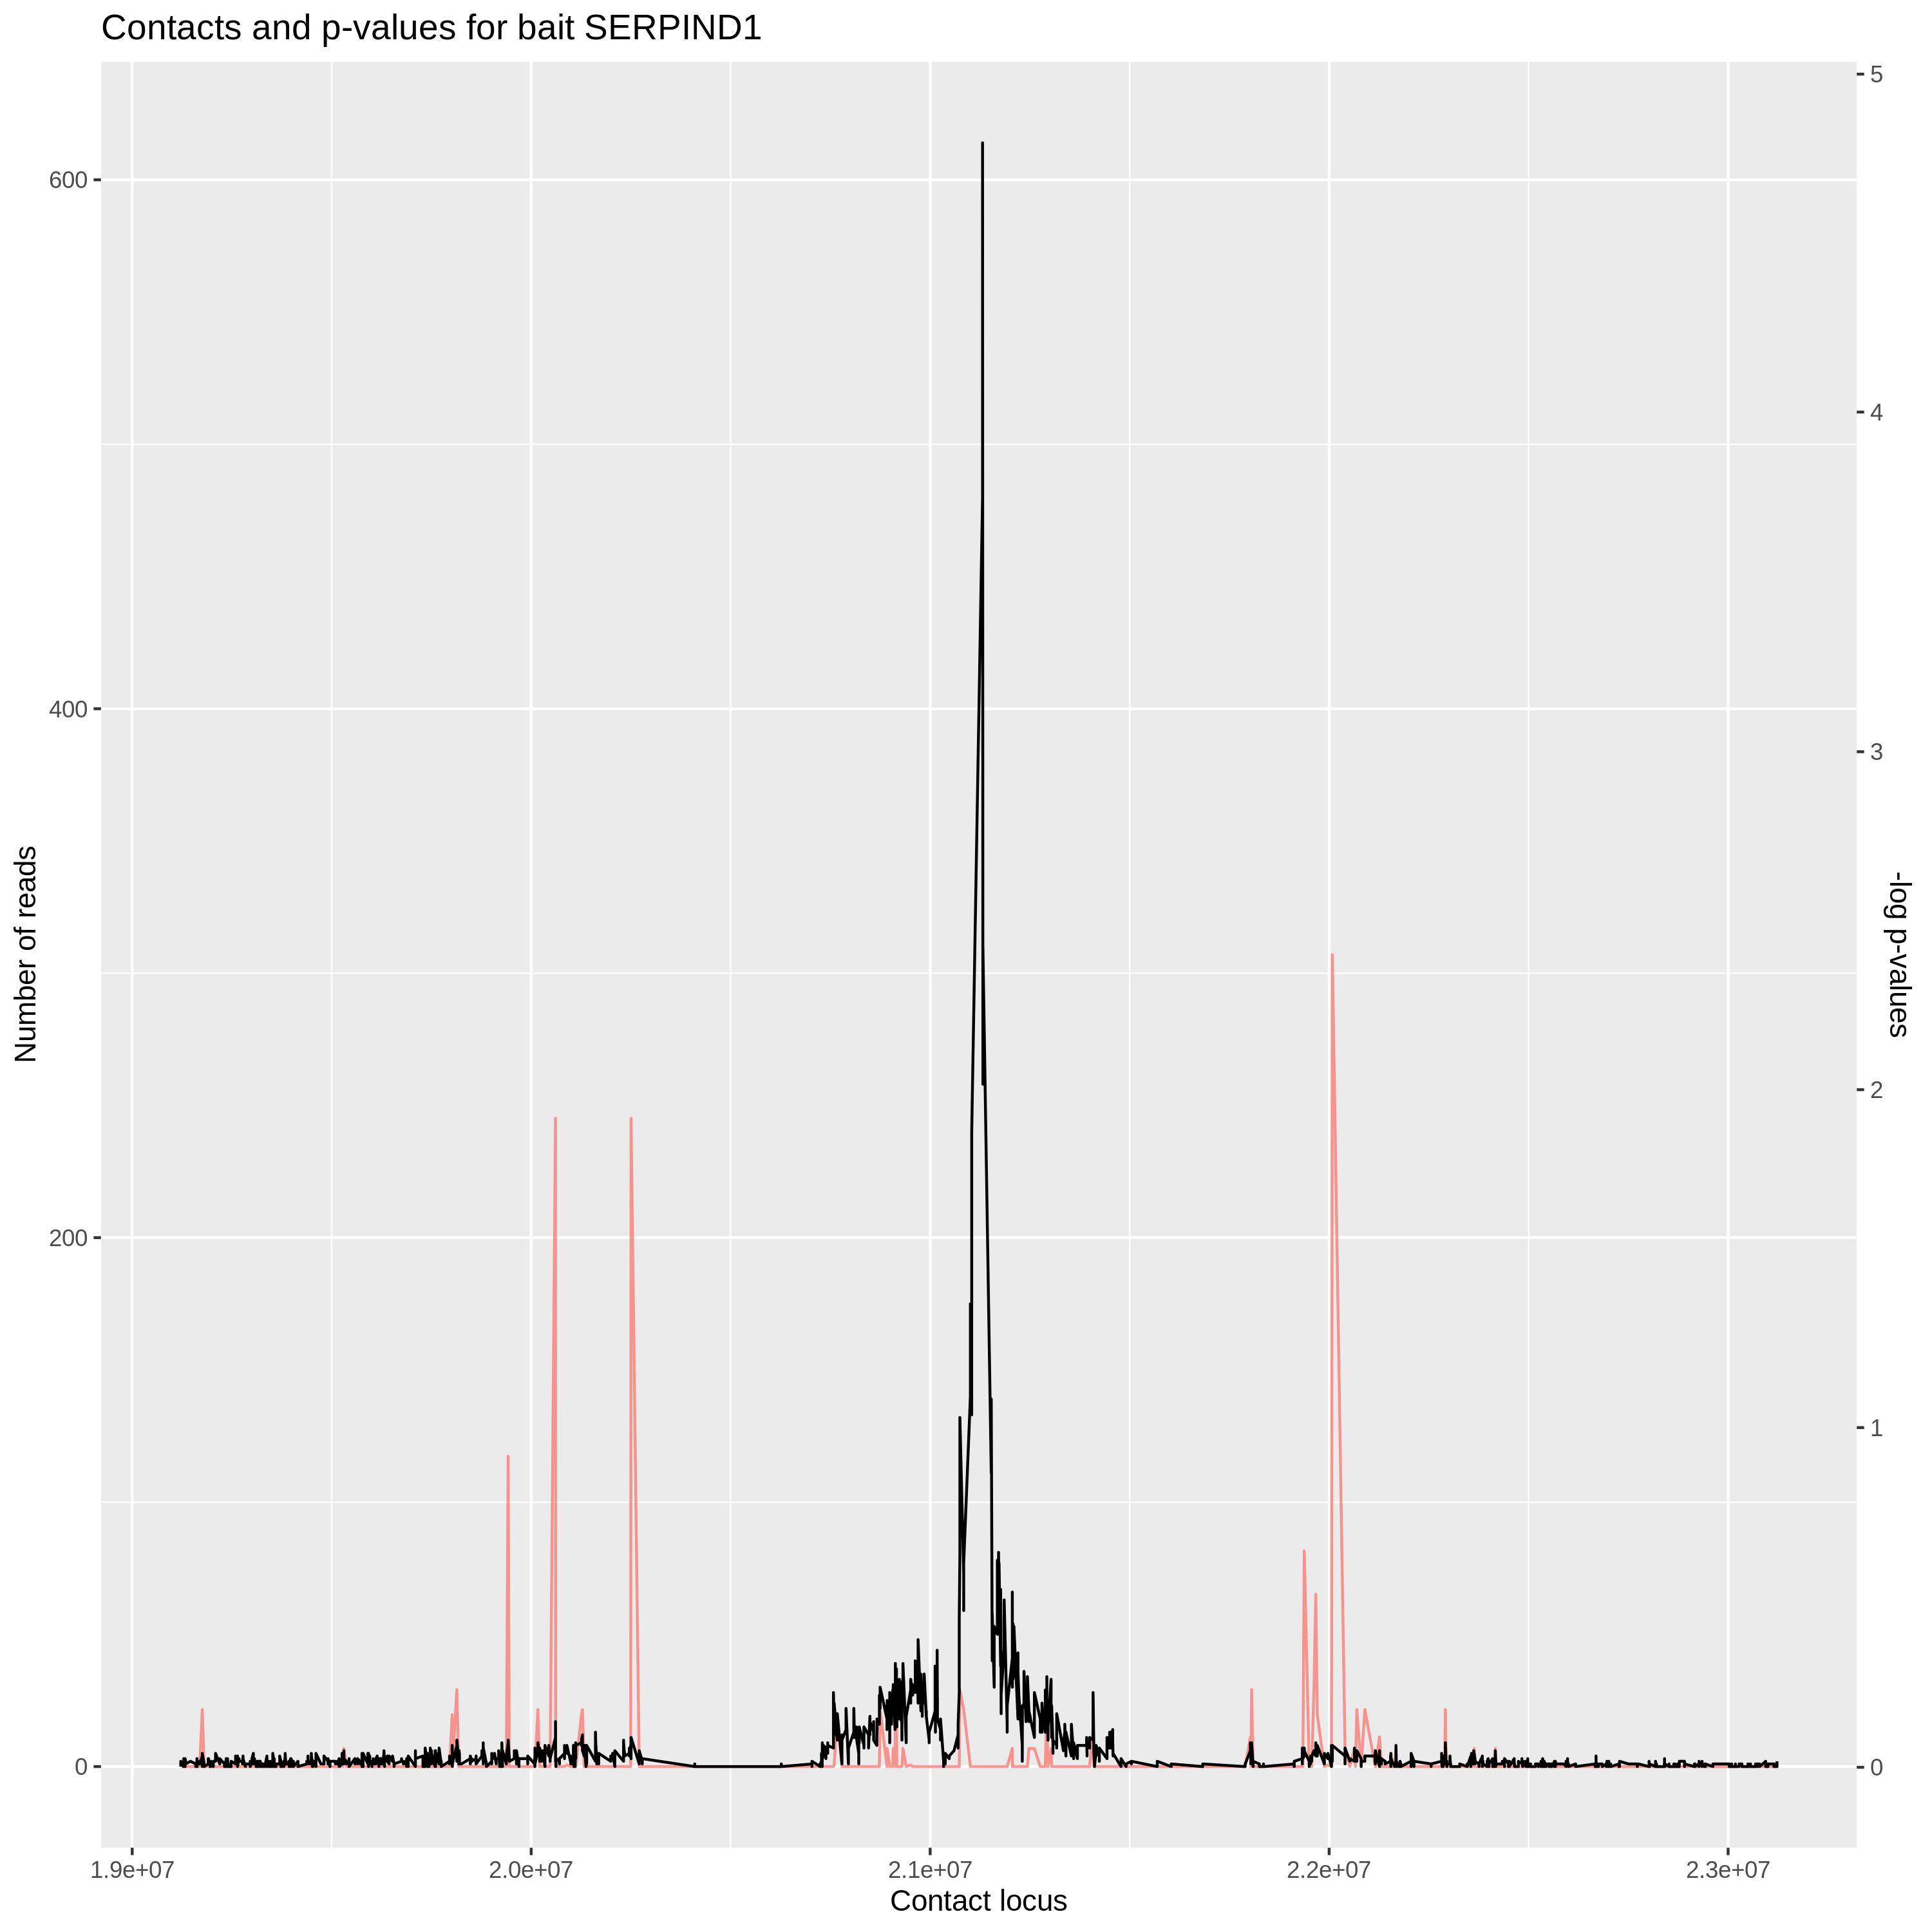 Contacts and p-values for bait SERPIND1
600
400
200
0
Number of reads
5
4
3
2
1
0
-log p-values
1.9e+07
2.0e+07
2.1e+07
2.2e+07
2.3e+07
Contact locus